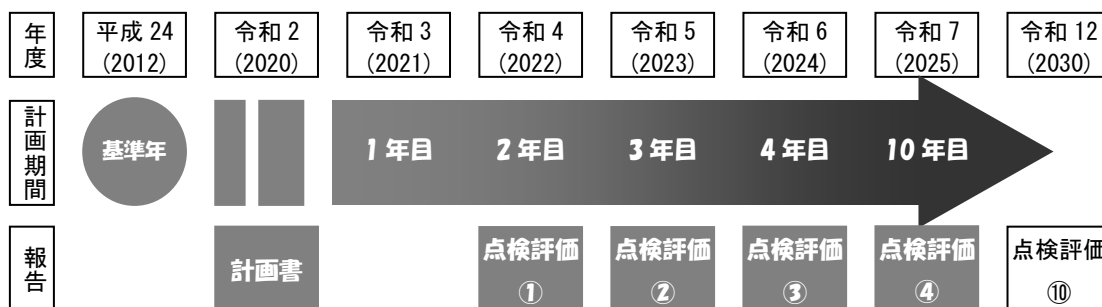 年度
平成 24
(2012)
令和 2
(2020)
令和 3
(2021)
令和 4
(2022)
令和 5
(2023)
令和 6
(2024)
令和 7
(2025)
令和 12
(2030)
計画期間
基準年
1 年目
2 年目
3 年目
4 年目
10 年目
報告
計画書
点検評価
①
点検評価
②
点検評価
③
点検評価
④
点検評価
⑩